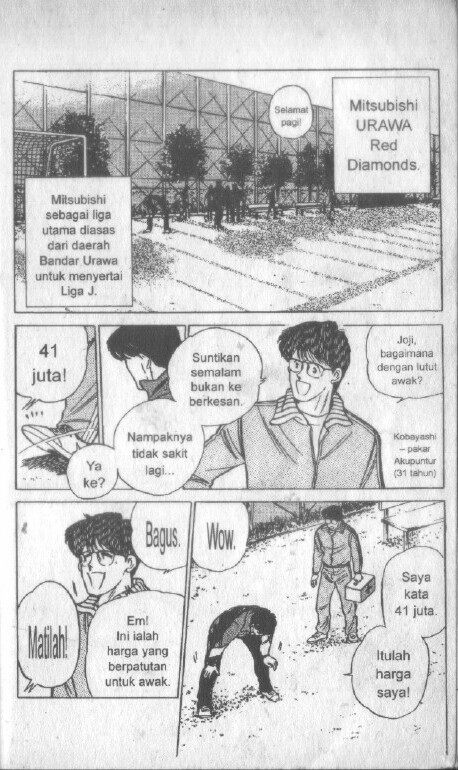 Mitsubishi
URAWA
Red
Diamonds.
Selamat
pagi!
Mitsubishi
sebagai liga
utama diasas
dari daerah
Bandar Urawa
untuk menyertai
Liga J.
Joji,
bagaimana
dengan lutut
awak?
Kobayashi
– pakar
Akupuntur
(31 tahun)
Suntikan
semalam
bukan ke
berkesan.
Nampaknya
tidak sakit
lagi...
Ya
ke?
41
juta!
Saya
kata
41 juta.
Itulah
harga
saya!
Wow.
Bagus.
Em!
Ini ialah
harga yang
berpatutan
untuk awak.
Matilah!